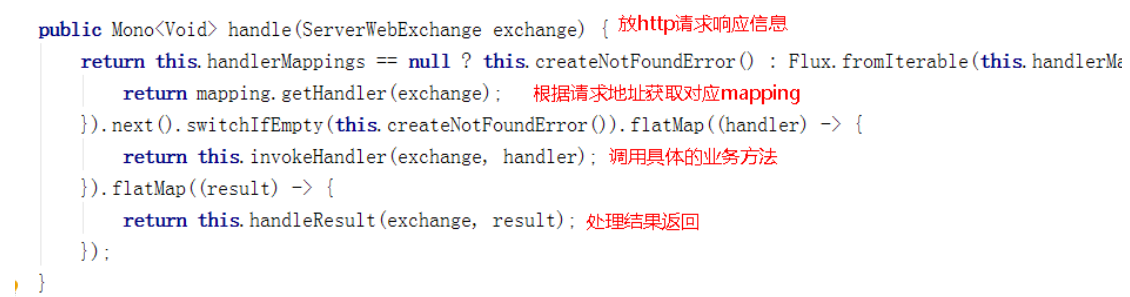 public Mono<Void> handle(ServerWebExchange exchange) { 放http请求响应信息
return this.handlerMappings == null ? this.createNotFoundError() : Flux.fromIterable(this.handlerMa
return mapping.getHandler(exchange); 根据请求地址获取对应mapping
}).next().switchIfEmpty(this.createNotFoundError()).flatMap((handler) -> {
return this.invokeHandler(exchange, handler); 调用具体的业务方法
}).flatMap((result) -> {
return this.handleResult(exchange, result); 处理结果返回
});
}